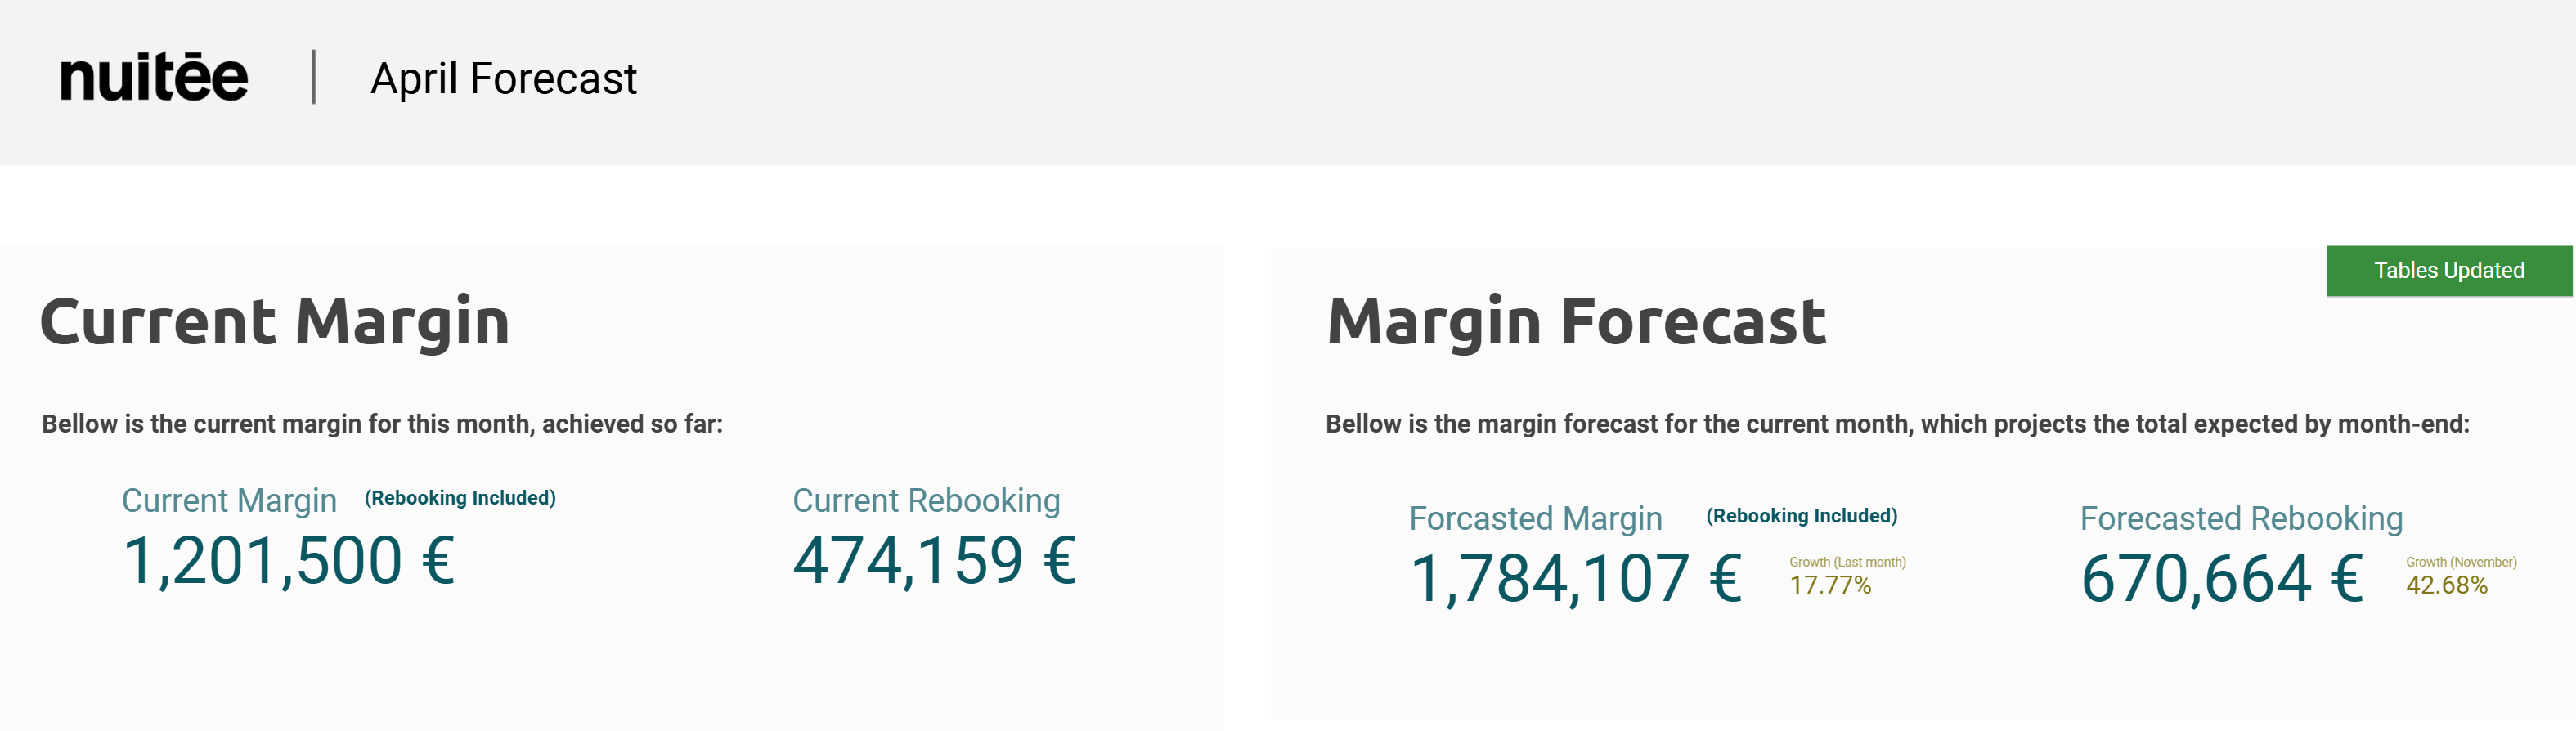 nuitēe | April Forecast
Tables Updated
Current Margin
Bellow is the current margin for this month, achieved so far:
Current Margin (Rebooking Included)
1,201,500 €
Current Rebooking
474,159 €
Margin Forecast
Bellow is the margin forecast for the current month, which projects the total expected by month-end:
Forcasted Margin (Rebooking Included)
1,784,107 €
Growth (Last month)
17.77%
Forecasted Rebooking
670,664 €
Growth (November)
42.68%